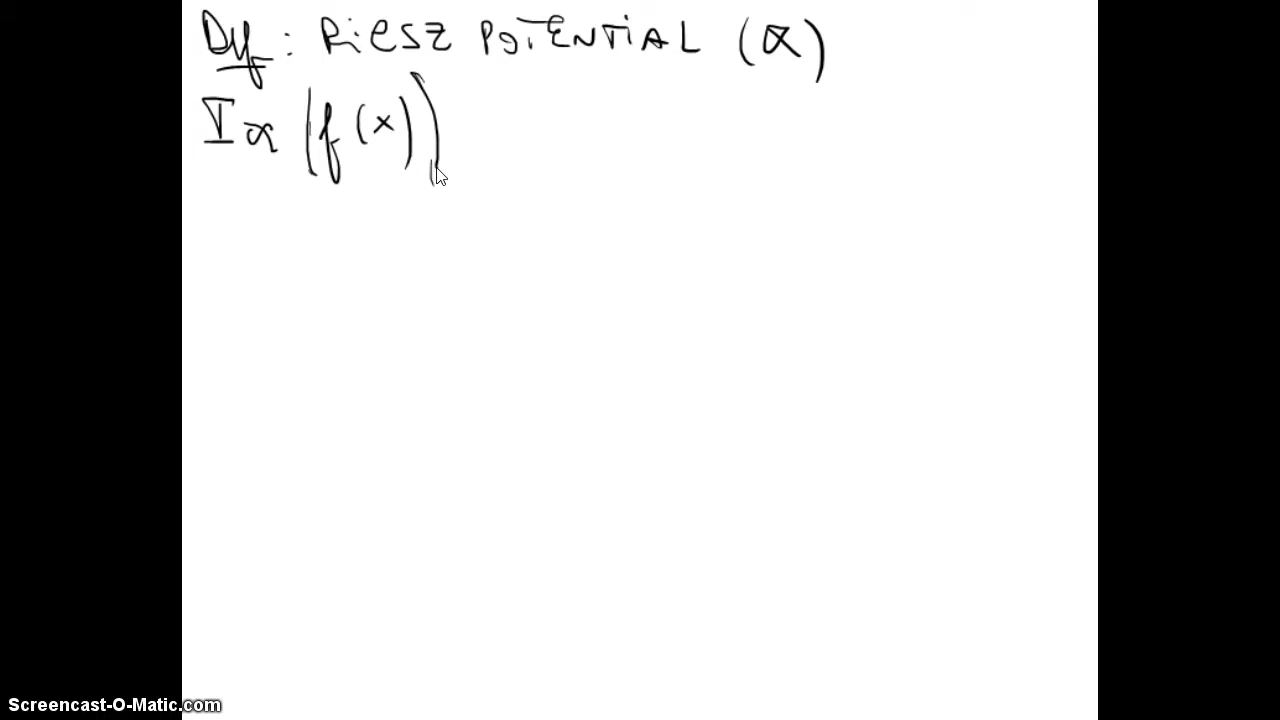 Def: RIESZ POTENTIAL (α)
Iα (f(x))
Screencast-O-Matic.com